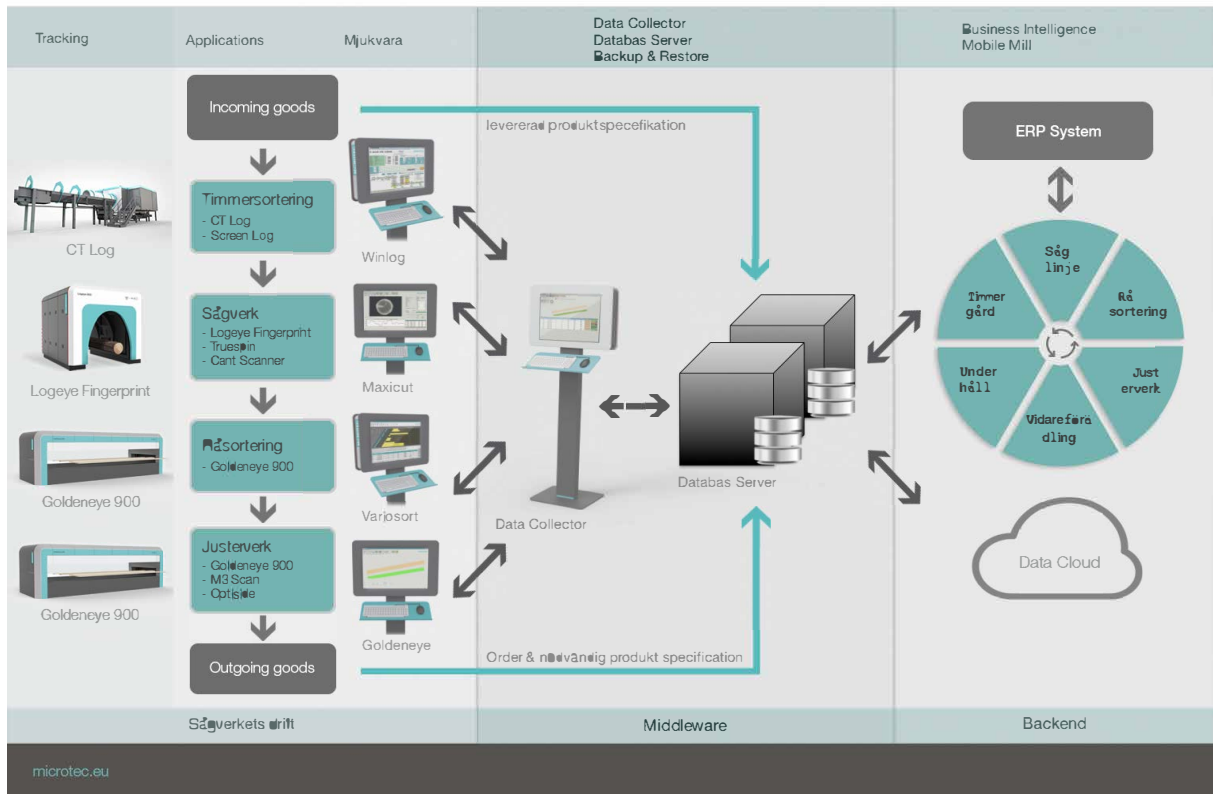 Tracking
Applications
Mjukvara
Data Collector
Databas Server
Backup & Restore
Business Intelligence
Mobile Mill
Incoming goods
levererad produktspecefikation
ERP System
Timmersortering
- CT Log
- Screen Log
CT Log
Winlog
Sågverk
- Logeye Fingerprint
- Truespin
- Cant Scanner
Logeye Fingerprint
Maxicut
Råsortering
- Goldeneye 900
Goldeneye 900
Variosort
Data Collector
Databas Server
Såg
linje
Timmer
gård
Rå
sortering
Under
håll
Just
erverk
Vidareförä
dling
Justerverk
- Goldeneye 900
- M3 Scan
- Optiside
Goldeneye 900
Goldeneye
Data Cloud
Outgoing goods
Order & nödvändig produkt specification
Sågverkets drift
Middleware
Backend
microtec.eu